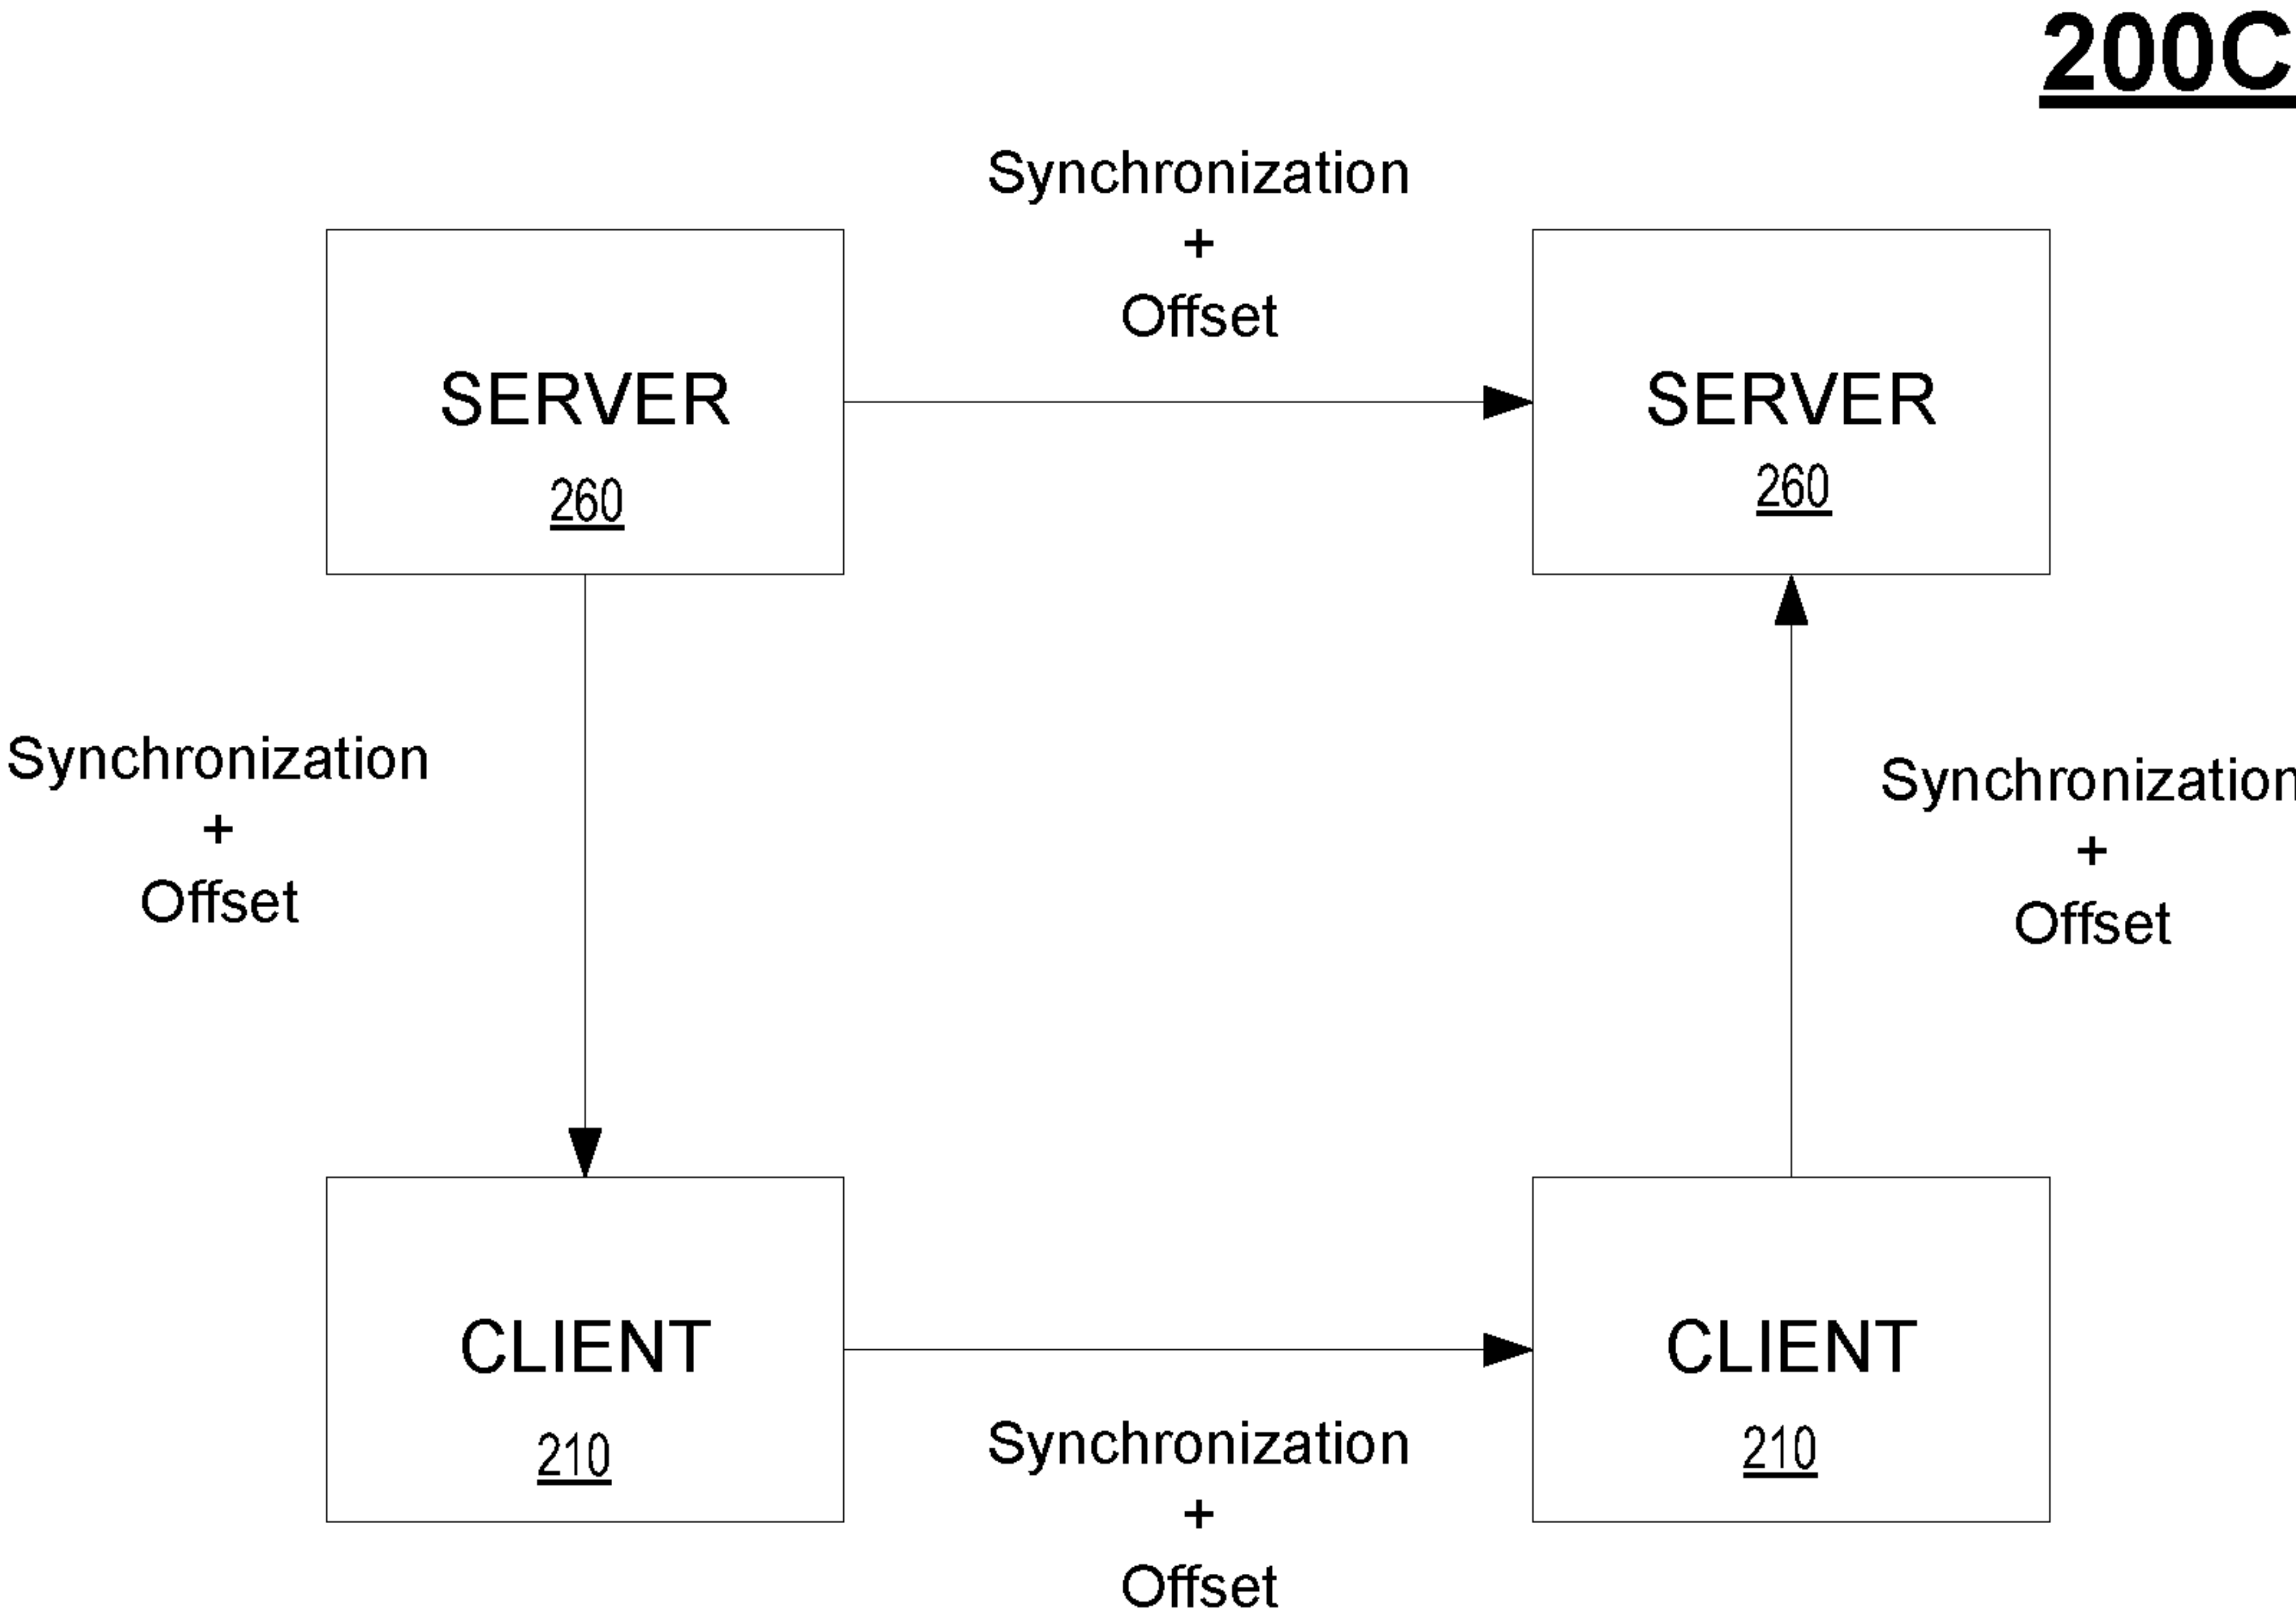 200C
Synchronization
+
Offset
SERVER
260
SERVER
260
Synchronization
+
Offset
Synchronization
+
Offset
CLIENT
210
CLIENT
210
Synchronization
+
Offset